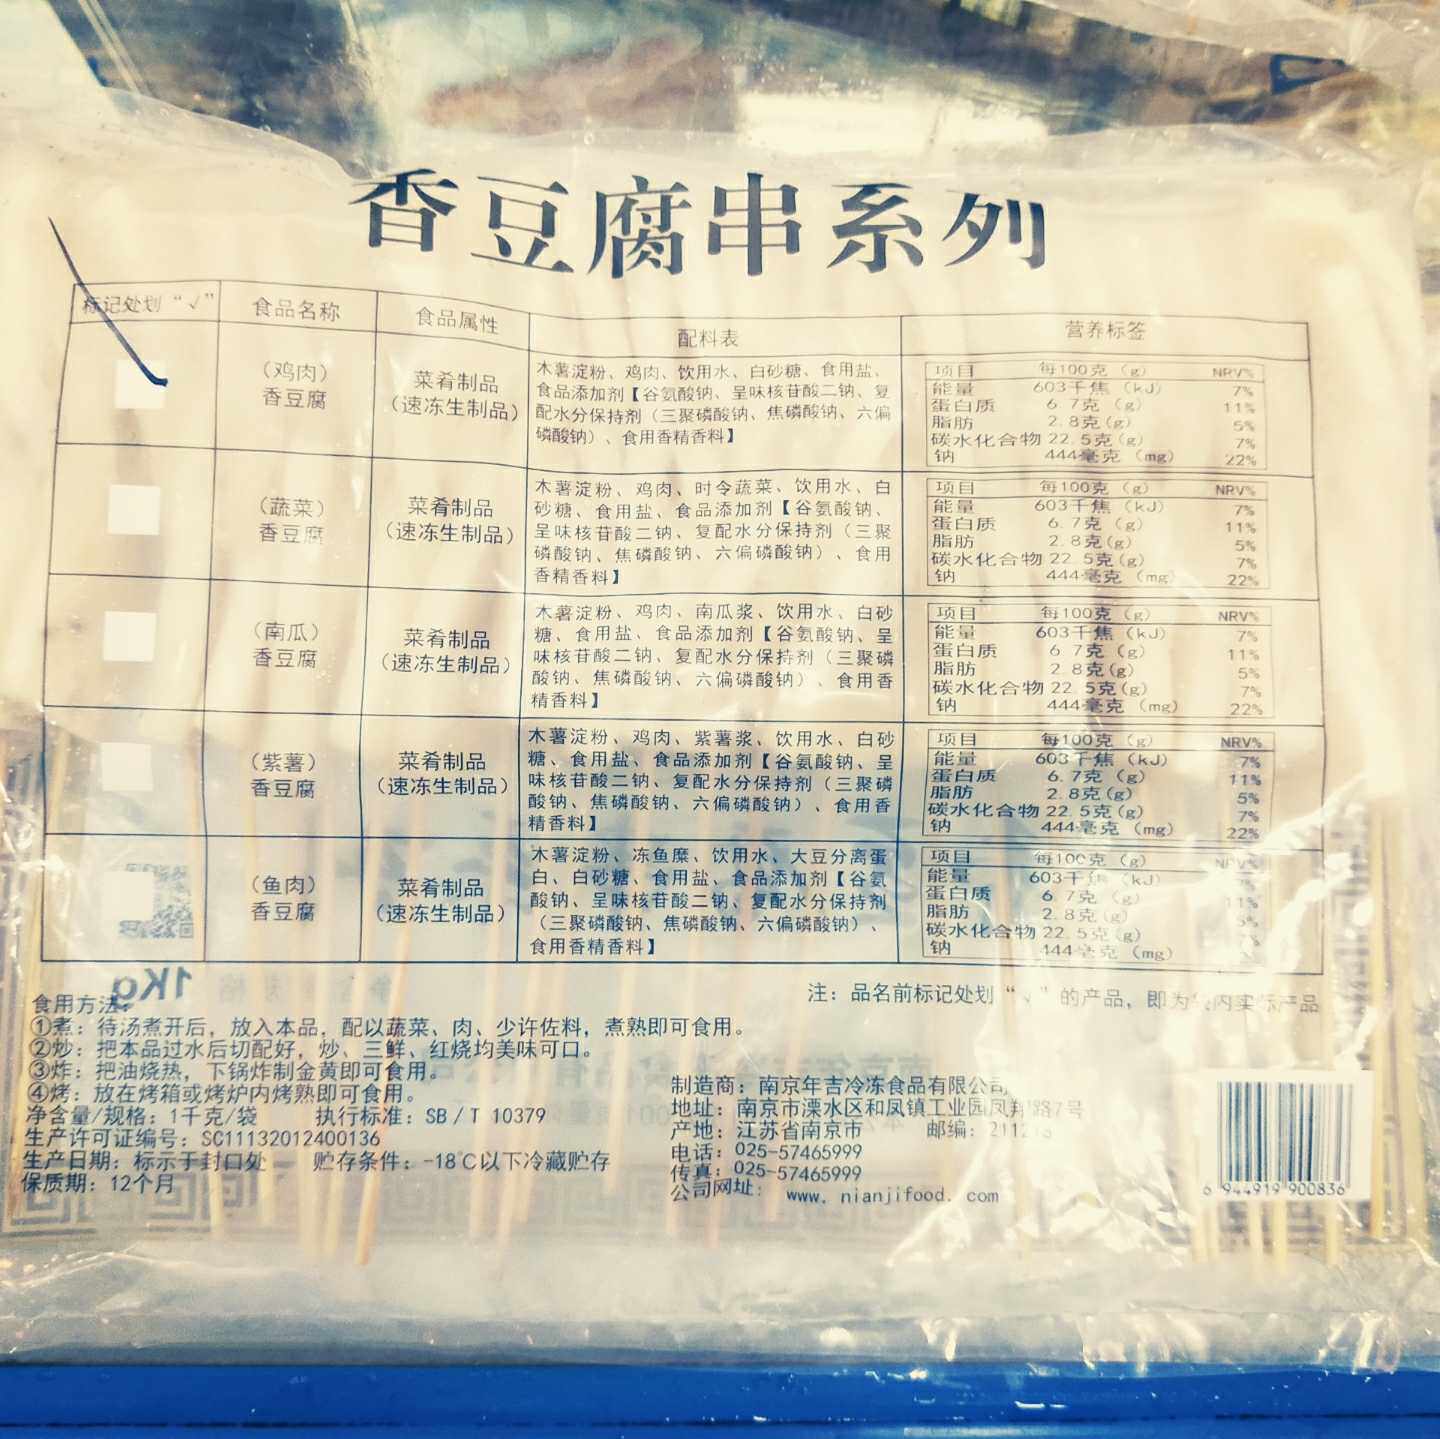 香豆腐串系列
标记处划“√” 食品名称 食品属性 配料表 营养标签
（鸡肉）
香豆腐
菜肴制品
（速冻生制品）
木薯淀粉、鸡肉、饮用水、白砂糖、食用盐、
食品添加剂【谷氨酸钠、呈味核苷酸二钠、复
配水分保持剂（三聚磷酸钠、焦磷酸钠、六偏
磷酸钠）、食用香精香料】
项目 每100克（g） NRV%
能量 603千焦（kJ） 7%
蛋白质 6 7克（g） 11%
脂肪 2.8克(g) 5%
碳水化合物 22.5克(g) 7%
钠 444毫克（mg） 22%
（蔬菜）
香豆腐
菜肴制品
（速冻生制品）
木薯淀粉、鸡肉、时令蔬菜、饮用水、白
砂糖、食用盐、食品添加剂【谷氨酸钠、
呈味核苷酸二钠、复配水分保持剂（三聚
磷酸钠、焦磷酸钠、六偏磷酸钠）、食用
香精香料】
项目 每100克（g） NRV%
能量 603千焦（kJ） 7%
蛋白质 6.7克（g） 11%
脂肪 2.8克(g) 5%
碳水化合物 22 5克(g) 7%
钠 444毫克（mg 22%
（南瓜）
香豆腐
菜肴制品
（速冻生制品）
木薯淀粉、鸡肉、南瓜浆、饮用水、白砂
糖、食用盐、食品添加剂【谷氨酸钠、呈
味核苷酸二钠、复配水分保持剂（三聚磷
酸钠、焦磷酸钠、六偏磷酸钠）、食用香
精香料】
项目 每100克（g） NRV%
能量 603千焦（kJ） 7%
蛋白质 6 7克（g） 11%
脂肪 2 8克(g) 5%
碳水化合物 22 5克(g) 7%
钠 444毫克（mg） 22%
（紫薯）
香豆腐
菜肴制品
（速冻生制品）
木薯淀粉、鸡肉、紫薯浆、饮用水、白砂
糖、食用盐、食品添加剂【谷氨酸钠、呈
味核苷酸二钠、复配水分保持剂（三聚磷
酸钠、焦磷酸钠、六偏磷酸钠）、食用香
精香料】
项目 每100克（g） NRV%
能量 603千焦（kJ） 7%
蛋白质 6.7克（g） 11%
脂肪 2.8克(g) 5%
碳水化合物 22 5克(g) 7%
钠 444毫克（mg） 22%
（鱼肉）
香豆腐
菜肴制品
（速冻生制品）
木薯淀粉、冻鱼糜、饮用水、大豆分离蛋
白、白砂糖、食用盐、食品添加剂【谷氨
酸钠、呈味核苷酸二钠、复配水分保持剂
（三聚磷酸钠、焦磷酸钠、六偏磷酸钠）、
食用香精香料】
项目 每100克（g）
能量 603千焦（kJ）
蛋白质 6 7克（g） 11%
脂肪 2.8克(g) 5%
碳水化合物 22.5克(g)
钠 444毫克（mg）
1Kg
注：品名前标记处划“√”的产品，即为 内实 产品
食用方法：
①煮：待汤煮开后，放入本品，配以蔬菜、肉、少许佐料，煮熟即可食用。
②炒：把本品过水后切配好，炒、三鲜、红烧均美味可口。
③炸：把油烧热，下锅炸制金黄即可食用。
④烤：放在烤箱或烤炉内烤熟即可食用。
净含量/规格：1千克/袋 执行标准：SB/T 10379
生产许可证编号：SC11132012400136
生产日期：标示于封口处 贮存条件：-18℃以下冷藏贮存
保质期：12个月
制造商：南京年吉冷冻食品有限公司
地址：南京市溧水区和凤镇工业园凤翔路7号
产地：江苏省南京市 邮编：
电话：025-57465999
传真：025-57465999
公司网址：www.nianjifood.com
6 944919 900836